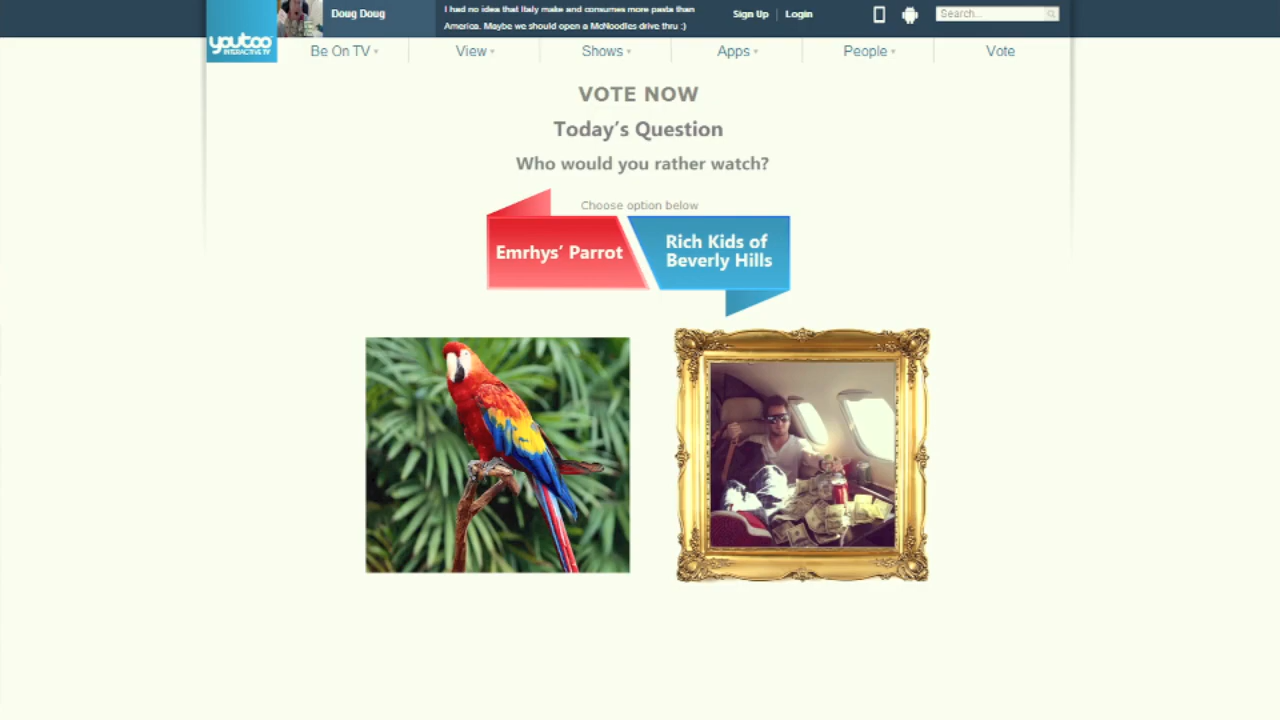 Doug Doug
I had no idea that Italy make and consumes more pasta than
America. Maybe we should open a McNoodles drive thru :)
Sign Up
Login
Search...
youtoo
INTERACTIVE TV
Be On TV
View
Shows
Apps
People
Vote
VOTE NOW
Today's Question
Who would you rather watch?
Choose option below
Emrhys' Parrot
Rich Kids of
Beverly Hills